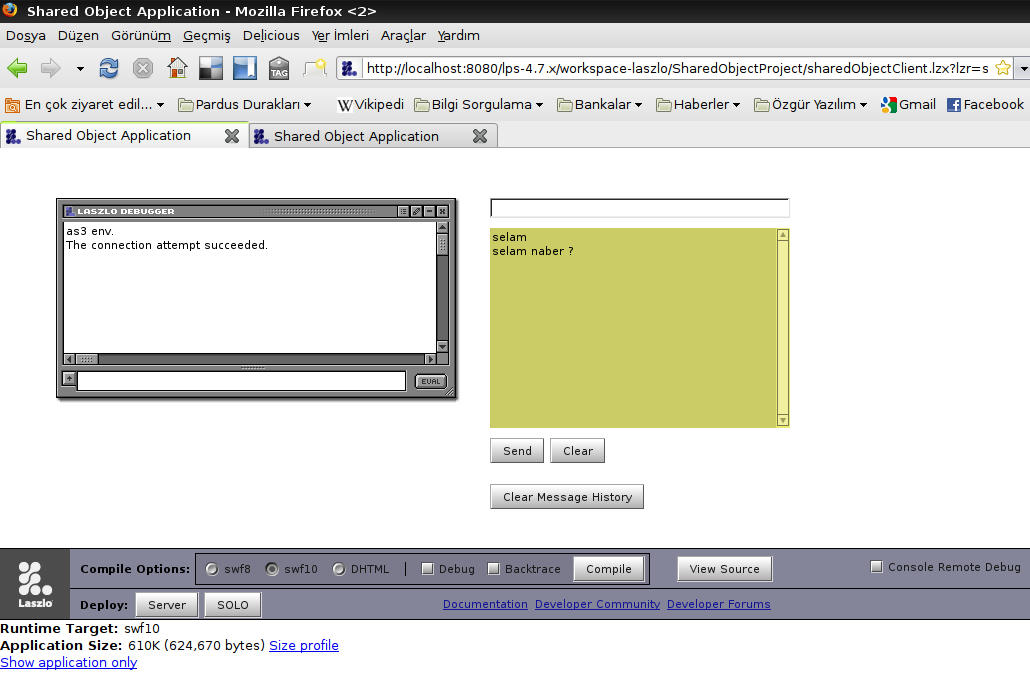 Shared Object Application - Mozilla Firefox <2>
Dosya Düzen Görünüm Geçmiş Delicious Yer İmleri Araçlar Yardım
TAG http://localhost:8080/lps-4.7.x/workspace-laszlo/SharedObjectProject/sharedObjectClient.lzx?lzr=s
En çok ziyaret edil... Pardus Durakları Vikipedi Bilgi Sorgulama Bankalar Haberler Özgür Yazılım Gmail Facebook
Shared Object Application Shared Object Application
LASZLO DEBUGGER
as3 env.
The connection attempt succeeded.
EVAL
selam
selam naber ?
Send Clear
Clear Message History
Compile Options: swf8 swf10 DHTML | Debug Backtrace Compile View Source Console Remote Debug
Laszlo
Deploy: Server SOLO Documentation Developer Community Developer Forums
Runtime Target: swf10
Application Size: 610K (624,670 bytes) Size profile
Show application only